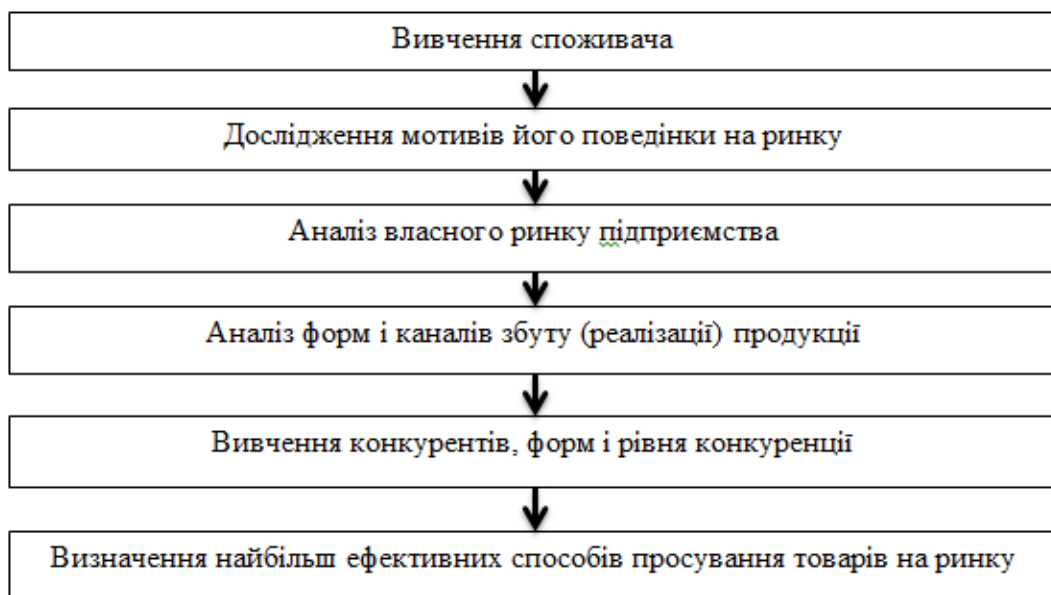 Вивчення споживача
Дослідження мотивів його поведінки на ринку
Аналіз власного ринку підприємства
Аналіз форм і каналів збуту (реалізації) продукції
Вивчення конкурентів, форм і рівня конкуренції
Визначення найбільш ефективних способів просування товарів на ринку